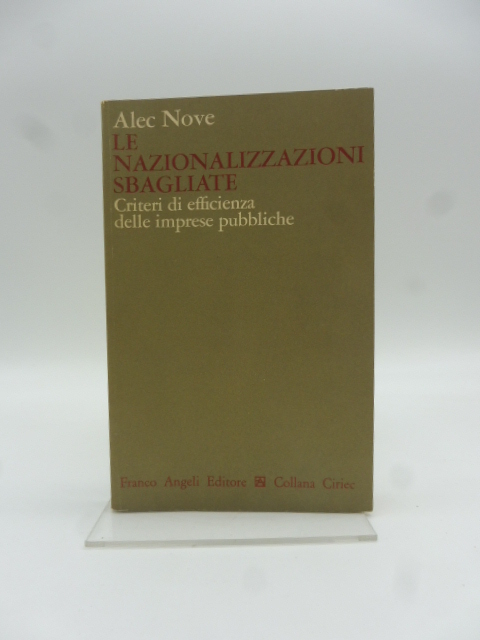 Alec Nove
LE
NAZIONALIZZAZIONI
SBAGLIATE
Criteri di efficienza
delle imprese pubbliche
Franco Angeli Editore Collana Ciriec